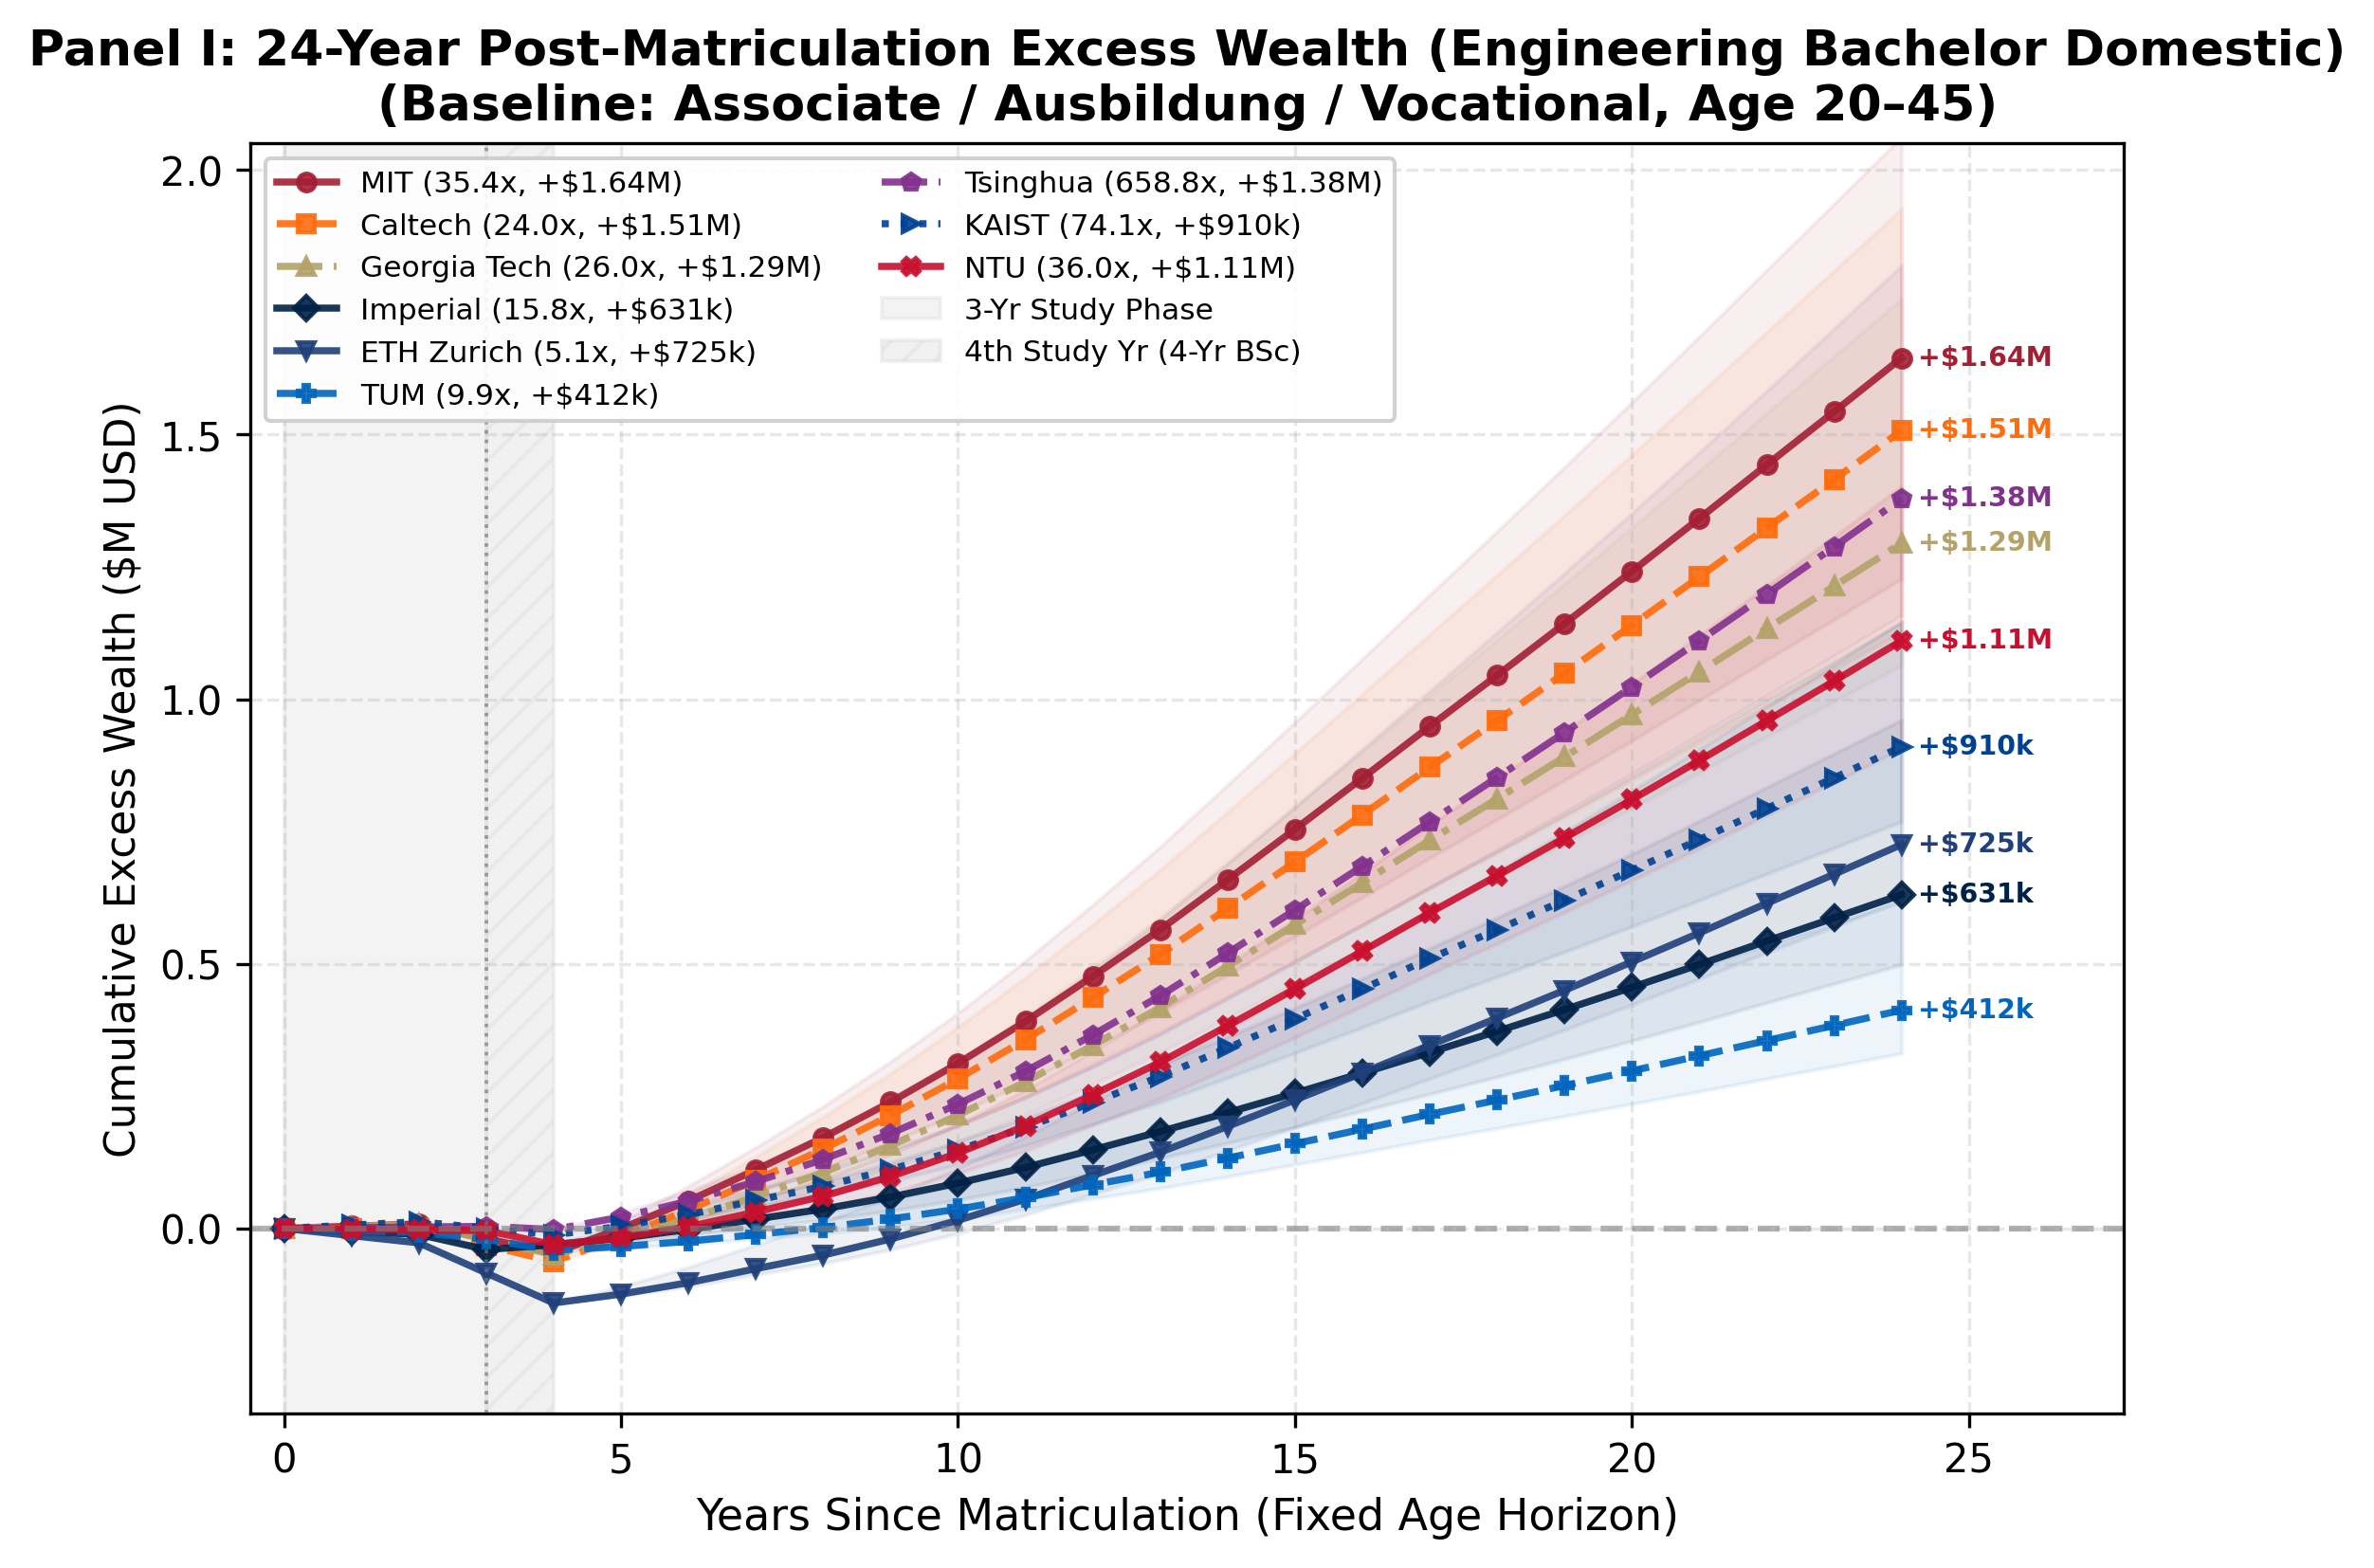 Panel I: 24-Year Post-Matriculation Excess Wealth (Engineering Bachelor Domestic)
(Baseline: Associate / Ausbildung / Vocational, Age 20–45)
Cumulative Excess Wealth ($M USD)
2.0
1.5
1.0
0.5
0.0
MIT (35.4x, +$1.64M)
Caltech (24.0x, +$1.51M)
Georgia Tech (26.0x, +$1.29M)
Imperial (15.8x, +$631k)
ETH Zurich (5.1x, +$725k)
TUM (9.9x, +$412k)
Tsinghua (658.8x, +$1.38M)
KAIST (74.1x, +$910k)
NTU (36.0x, +$1.11M)
3-Yr Study Phase
4th Study Yr (4-Yr BSc)
+$1.64M
+$1.51M
+$1.38M
+$1.29M
+$1.11M
+$910k
+$725k
+$631k
+$412k
0 5 10 15 20 25
Years Since Matriculation (Fixed Age Horizon)